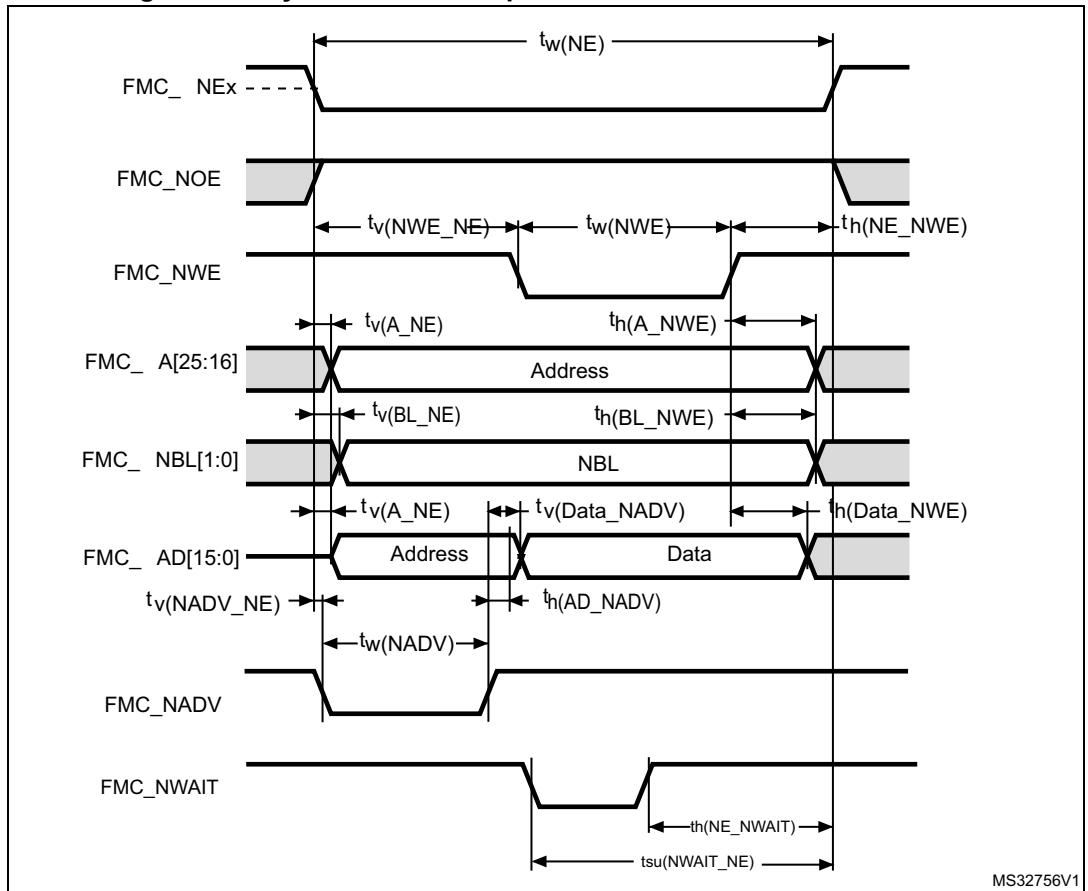 tw(NE)
FMC_ NEx
FMC_NOE
tv(NWE_NE) tw(NWE) th(NE_NWE)
FMC_NWE
tv(A_NE) th(A_NWE)
FMC_ A[25:16] Address
tv(BL_NE) th(BL_NWE)
FMC_ NBL[1:0] NBL
tv(A_NE) tv(Data_NADV) th(Data_NWE)
FMC_ AD[15:0] Address Data
tv(NADV_NE) th(AD_NADV)
tw(NADV)
FMC_NADV
FMC_NWAIT
th(NE_NWAIT)
tsu(NWAIT_NE)
MS32756V1